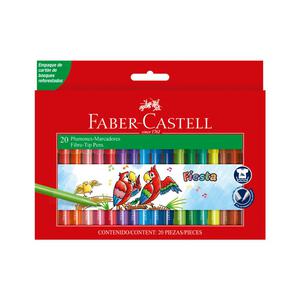 Empaque de
cartón de
bosques
reforestados
FABER-CASTELL
since 1761
20 Plumones-Marcadores
Fibre-Tip Pens
Fiesta
CONTENIDO/CONTENT: 20 PIEZAS/PIECES